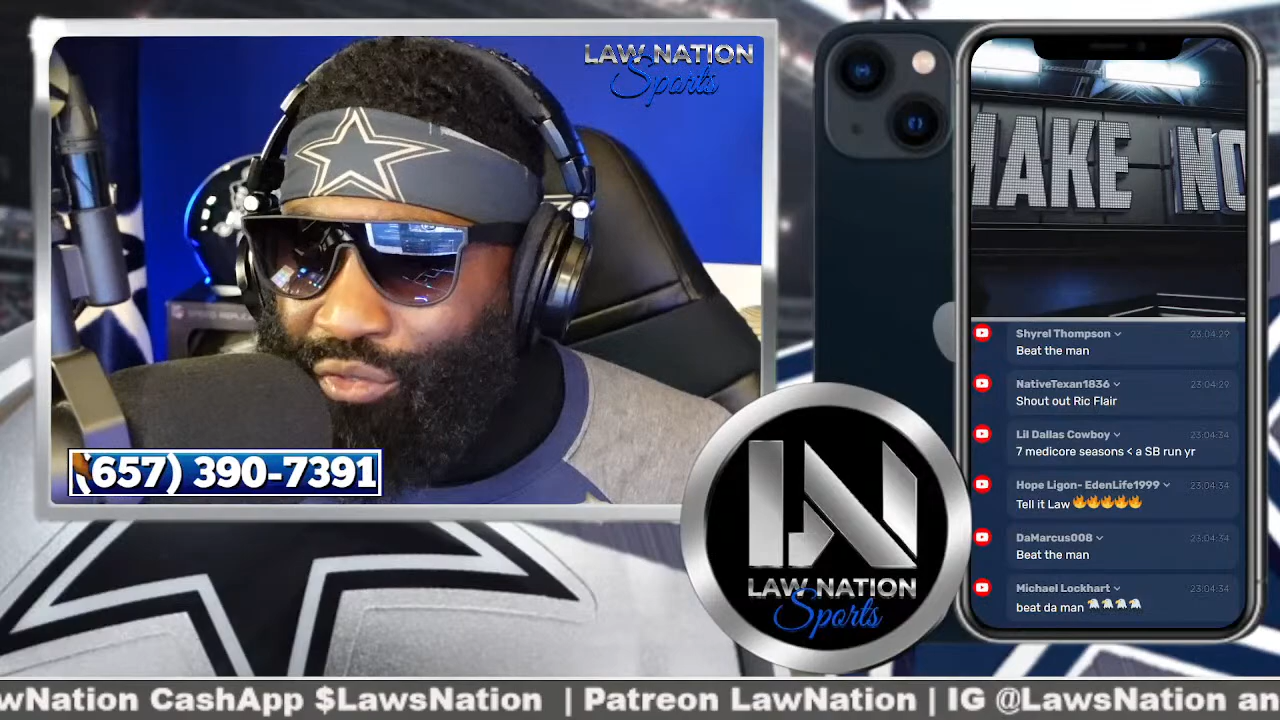 LAW NATION
Sports
(657) 390-7391
MAKE NO
Shyrel Thompson
23:04:29
Beat the man
NativeTexan1836
23:04:29
Shout out Ric Flair
Lil Dallas Cowboy
23:04:34
7 medicore seasons < a SB run yr
Hope Ligon- EdenLife1999
23:04:34
Tell it Law 🔥🔥🔥🔥🔥
DaMarcus008
23:04:34
Beat the man
Michael Lockhart
23:04:34
beat da man
LAW NATION
Sports
wNation CashApp $LawsNation | Patreon LawNation | IG @LawsNation an